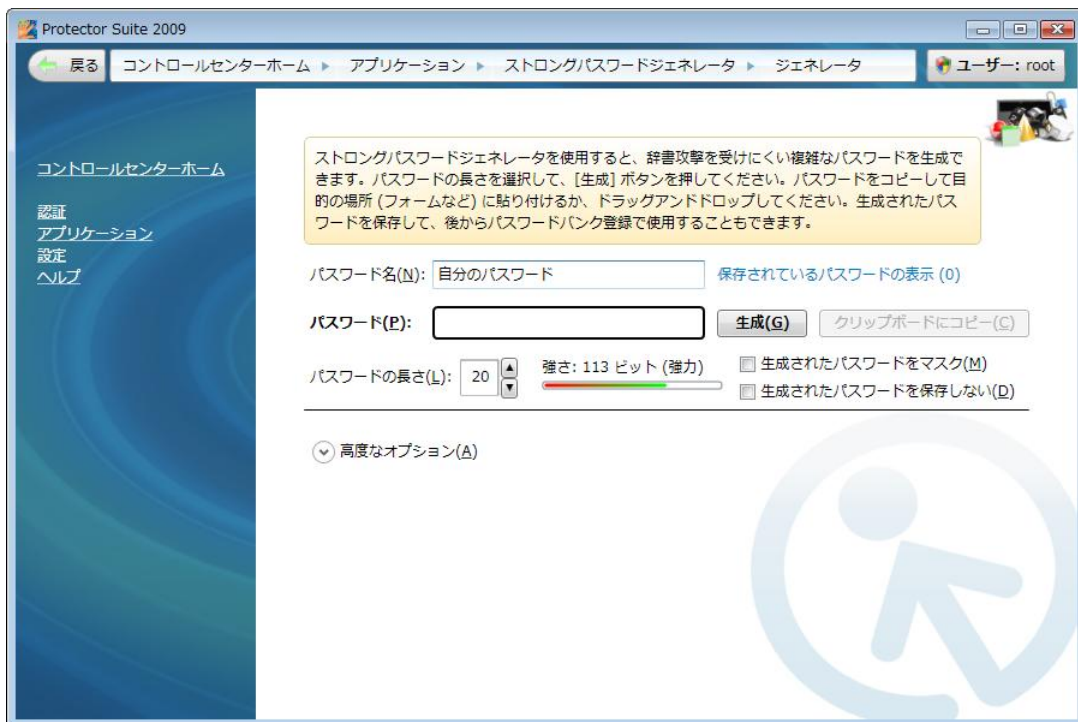 Protector Suite 2009
戻る コントロールセンターホーム アプリケーション ストロングパスワードジェネレータ ジェネレータ ユーザー: root
コントロールセンターホーム
認証
アプリケーション
設定
ヘルプ
ストロングパスワードジェネレータを使用すると、辞書攻撃を受けにくい複雑なパスワードを生成で
きます。パスワードの長さを選択して、[生成] ボタンを押してください。パスワードをコピーして目
的の場所 (フォームなど) に貼り付けるか、ドラッグアンドドロップしてください。生成されたパス
ワードを保存して、後からパスワードバンク登録で使用することもできます。
パスワード名(N): 自分のパスワード 保存されているパスワードの表示 (0)
パスワード(P): 生成(G) クリップボードにコピー(C)
パスワードの長さ(L): 20 強さ: 113 ビット (強力) 生成されたパスワードをマスク(M)
生成されたパスワードを保存しない(D)
高度なオプション(A)